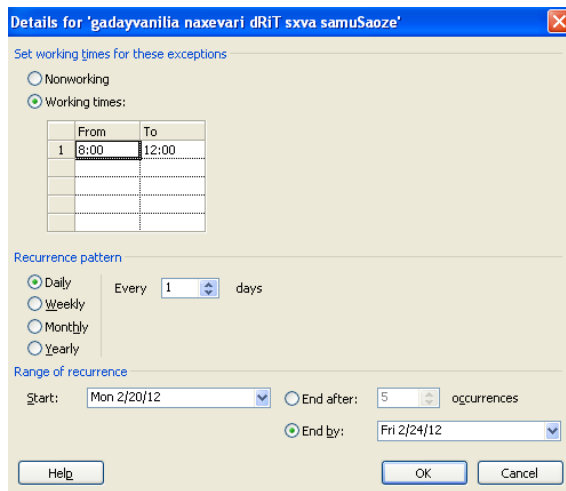 Details for 'gadayvanilia naxevari dRiT sxva samuSaoze'
Set working times for these exceptions
Nonworking
Working times:
From To
1 8:00 12:00
Recurrence pattern
Daily
Every 1 days
Weekly
Monthly
Yearly
Range of recurrence
Start: Mon 2/20/12 End after: 5 occurrences
End by: Fri 2/24/12
Help OK Cancel